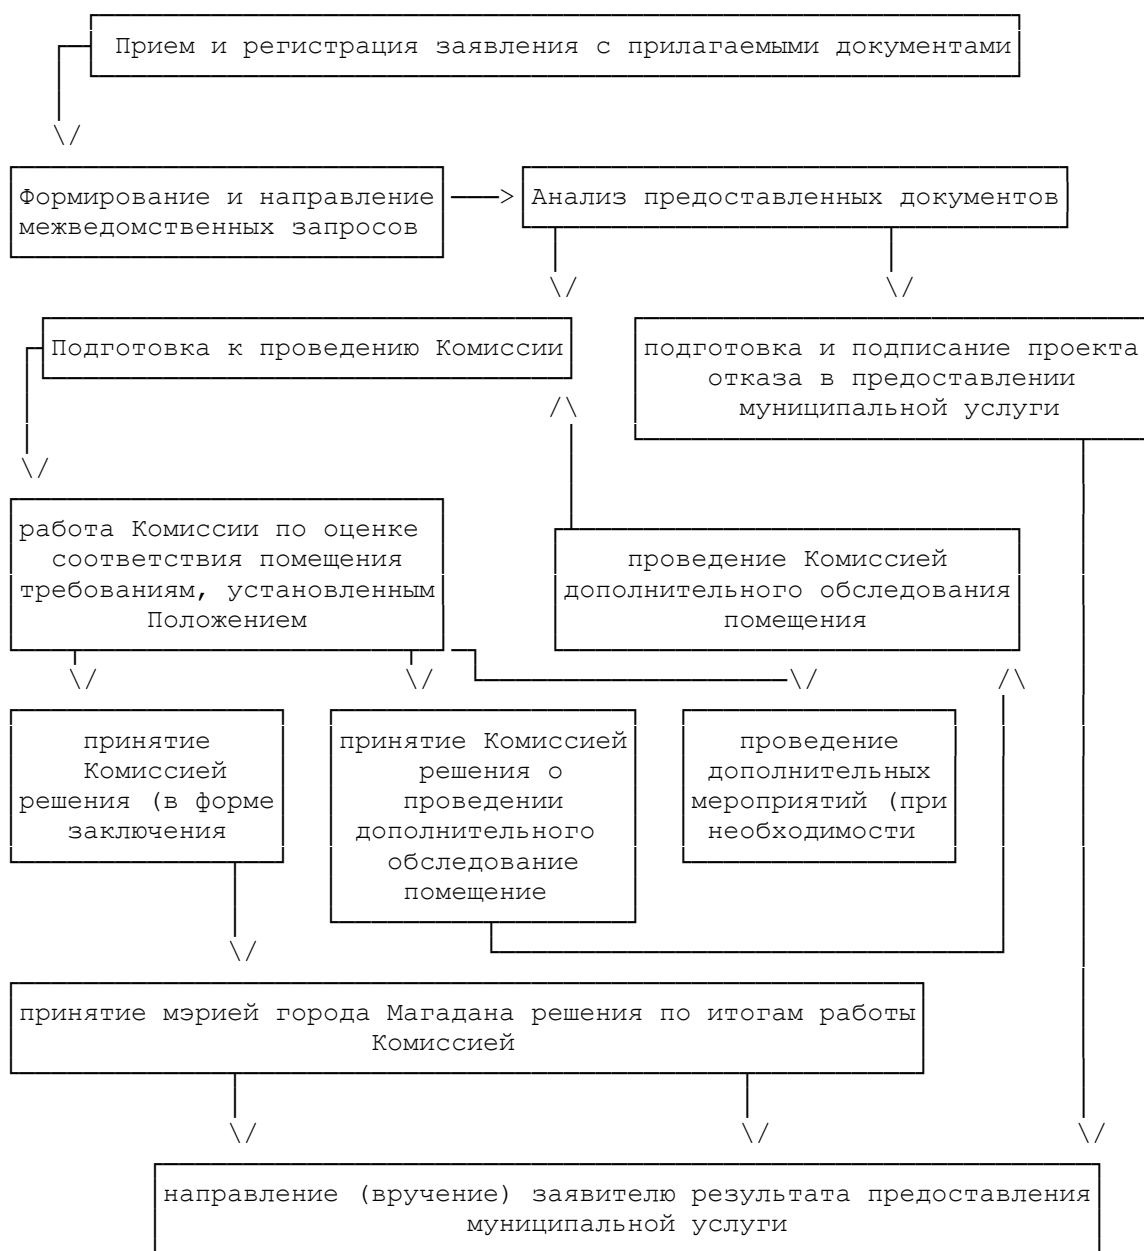 Прием и регистрация заявления с прилагаемыми документами
Формирование и направление
межведомственных запросов
Анализ предоставленных документов
Подготовка к проведению Комиссии
подготовка и подписание проекта
отказа в предоставлении
муниципальной услуги
работа Комиссии по оценке
соответствия помещения
требованиям, установленным
Положением
проведение Комиссией
дополнительного обследования
помещения
принятие
Комиссией
решения (в форме
заключения
принятие Комиссией
решения о
проведении
дополнительного
обследование
помещение
проведение
дополнительных
мероприятий (при
необходимости
принятие мэрией города Магадана решения по итогам работы
Комиссией
направление (вручение) заявителю результата предоставления
муниципальной услуги